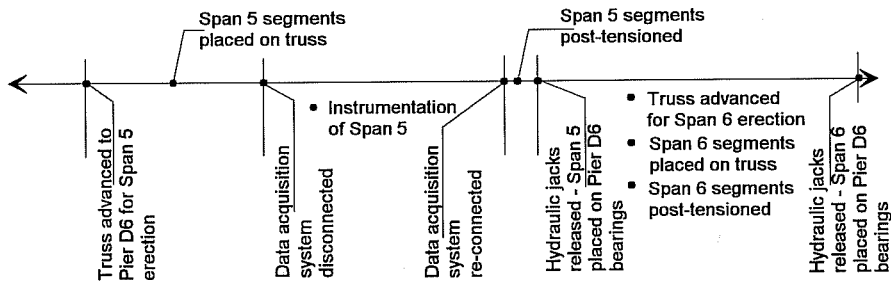 Span 5 segments
placed on truss
Span 5 segments
post-tensioned
• Instrumentation
of Span 5
• Truss advanced
for Span 6 erection
• Span 6 segments
placed on truss
• Span 6 segments
post-tensioned
Truss advanced to
Pier D6 for Span 5
erection
Data acquisition
system
disconnected
Data acquisition
system
re-connected
Hydraulic jacks
released - Span 5
placed on Pier D6
bearings
Hydraulic jacks
released - Span 6
placed on Pier D6
bearings